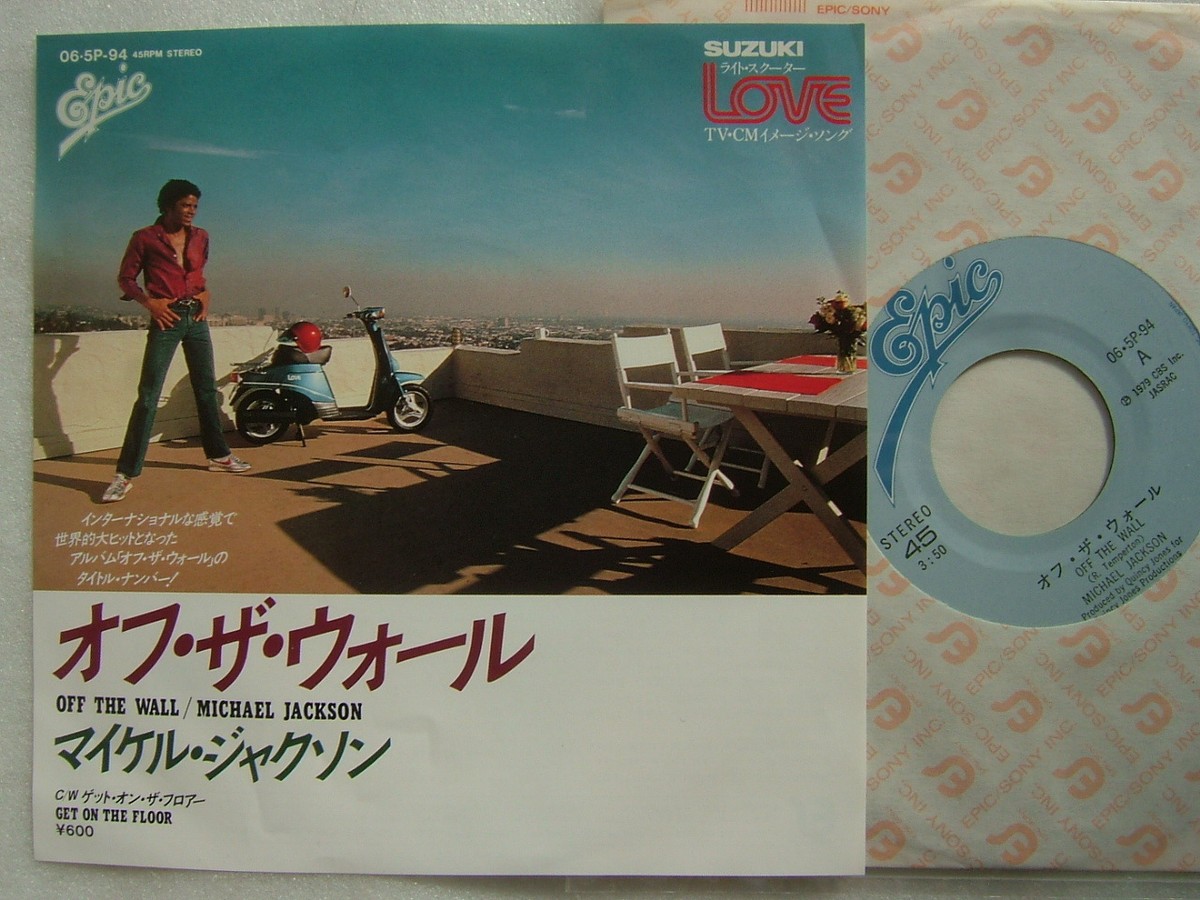 06・5P-94 45RPM STEREO
Epic
SUZUKI
ライト・スクーター
LOVE
TV・CMイメージ・ソング
インターナショナルな感覚で
世界的大ヒットとなった
アルバム「オフ・ザ・ウォール」の
タイトル・ナンバー!
オフ・ザ・ウォール
OFF THE WALL / MICHAEL JACKSON
マイケル・ジャクソン
C/W ゲット・オン・ザ・フロアー
GET ON THE FLOOR
¥600
EPIC/SONY
EPIC/SONY INC.
Epic
06・5P-94
A
Ⓟ 1979 CBS Inc.
JASRAC
STEREO
45
3:50
オフ・ザ・ウォール
OFF THE WALL
(R. Temperton)
MICHAEL JACKSON
Produced by Quincy Jones for
Quincy Jones Productions